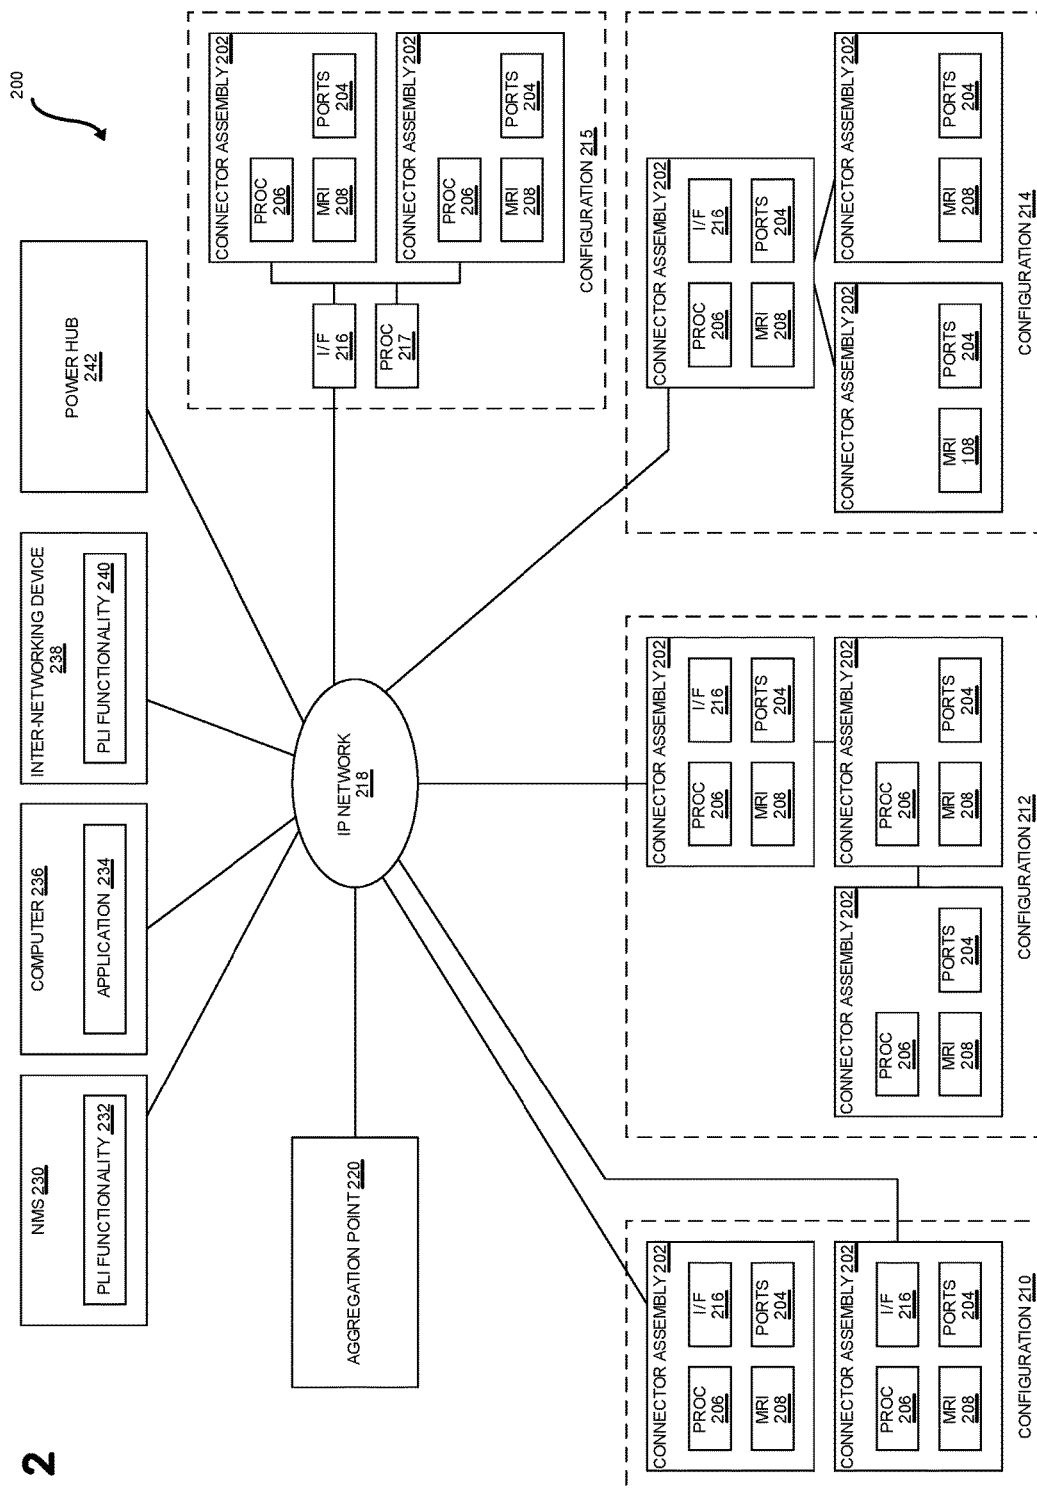 2
200
NMS 230
PLI FUNCTIONALITY 232
COMPUTER 236
APPLICATION 234
INTER-NETWORKING DEVICE
238
PLI FUNCTIONALITY 240
POWER HUB
242
AGGREGATION POINT 220
IP NETWORK
218
I/F
216
PROC
217
CONNECTOR ASSEMBLY 202
PROC
206
MRI
208
PORTS
204
CONNECTOR ASSEMBLY 202
PROC
206
MRI
208
PORTS
204
CONFIGURATION 215
CONNECTOR ASSEMBLY 202
PROC
206
I/F
216
MRI
208
PORTS
204
CONNECTOR ASSEMBLY 202
PROC
206
I/F
216
MRI
208
PORTS
204
CONFIGURATION 210
CONNECTOR ASSEMBLY 202
PROC
206
I/F
216
MRI
208
PORTS
204
CONNECTOR ASSEMBLY 202
PROC
206
MRI
208
PORTS
204
CONNECTOR ASSEMBLY 202
PROC
206
MRI
208
PORTS
204
CONFIGURATION 212
CONNECTOR ASSEMBLY 202
PROC
206
I/F
216
MRI
208
PORTS
204
CONNECTOR ASSEMBLY 202
MRI
108
PORTS
204
CONNECTOR ASSEMBLY 202
MRI
208
PORTS
204
CONFIGURATION 214